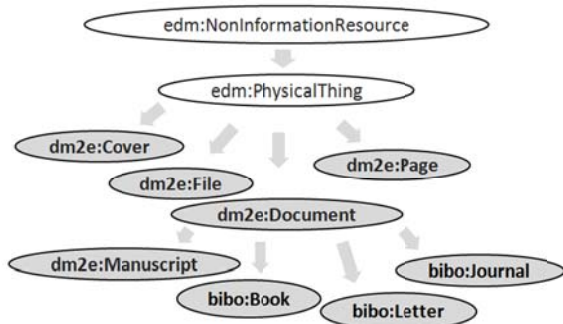 edm:NonInformationResource
edm:PhysicalThing
dm2e:Cover
dm2e:Page
dm2e:File
dm2e:Document
dm2e:Manuscript
bibo:Journal
bibo:Book
bibo:Letter